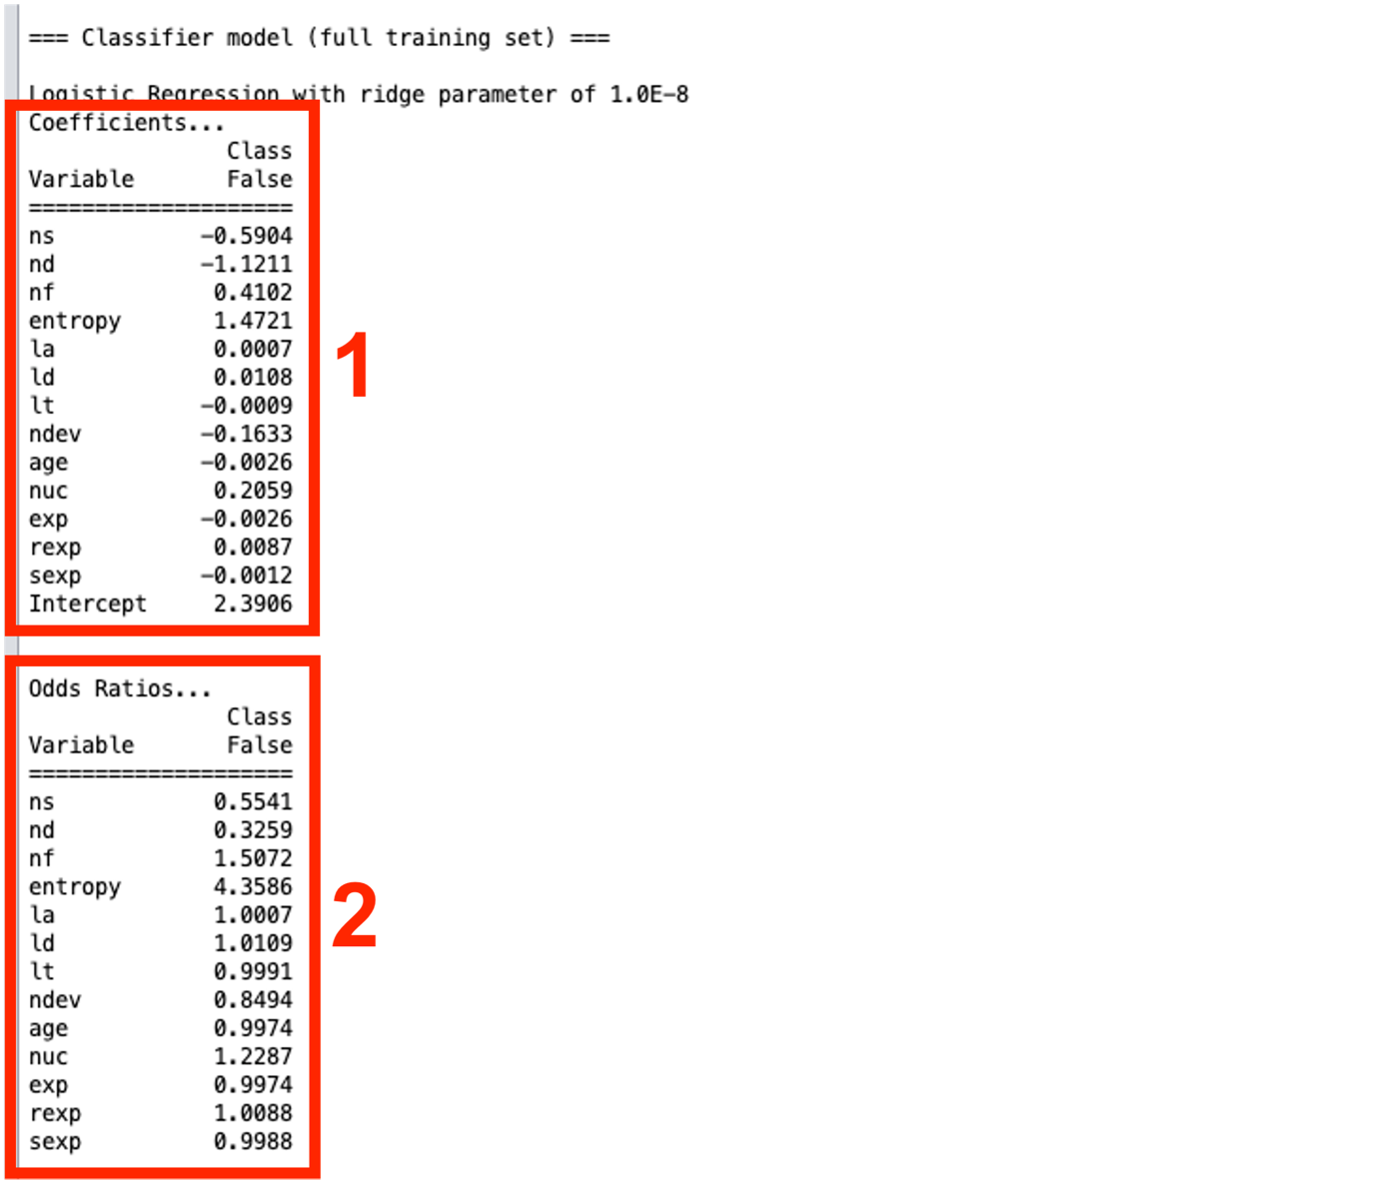 === Classifier model (full training set) ===
Logistic Regression with ridge parameter of 1.0E-8
Coefficients...
Class
Variable False
====================
ns -0.5904
nd -1.1211
nf 0.4102
entropy 1.4721
la 0.0007
ld 0.0108
lt -0.0009
ndev -0.1633
age -0.0026
nuc 0.2059
exp -0.0026
rexp 0.0087
sexp -0.0012
Intercept 2.3906
1
Odds Ratios...
Class
Variable False
====================
ns 0.5541
nd 0.3259
nf 1.5072
entropy 4.3586
la 1.0007
ld 1.0109
lt 0.9991
ndev 0.8494
age 0.9974
nuc 1.2287
exp 0.9974
rexp 1.0088
sexp 0.9988
2